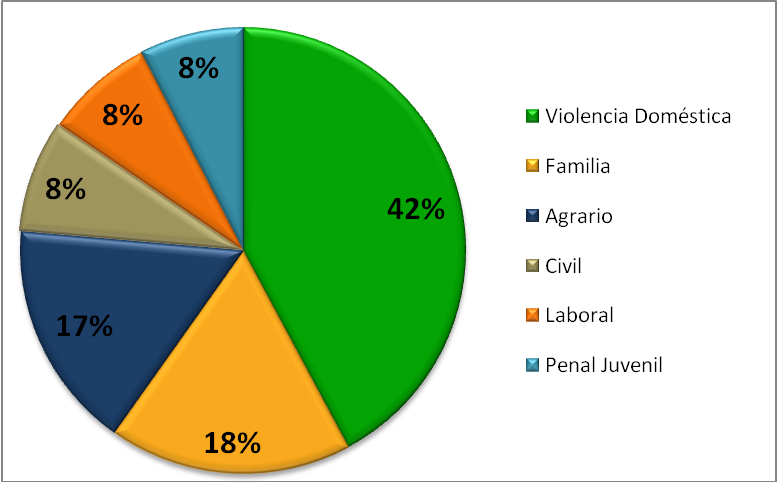 8%
8%
8%
42%
17%
18%
Violencia Doméstica
Familia
Agrario
Civil
Laboral
Penal Juvenil